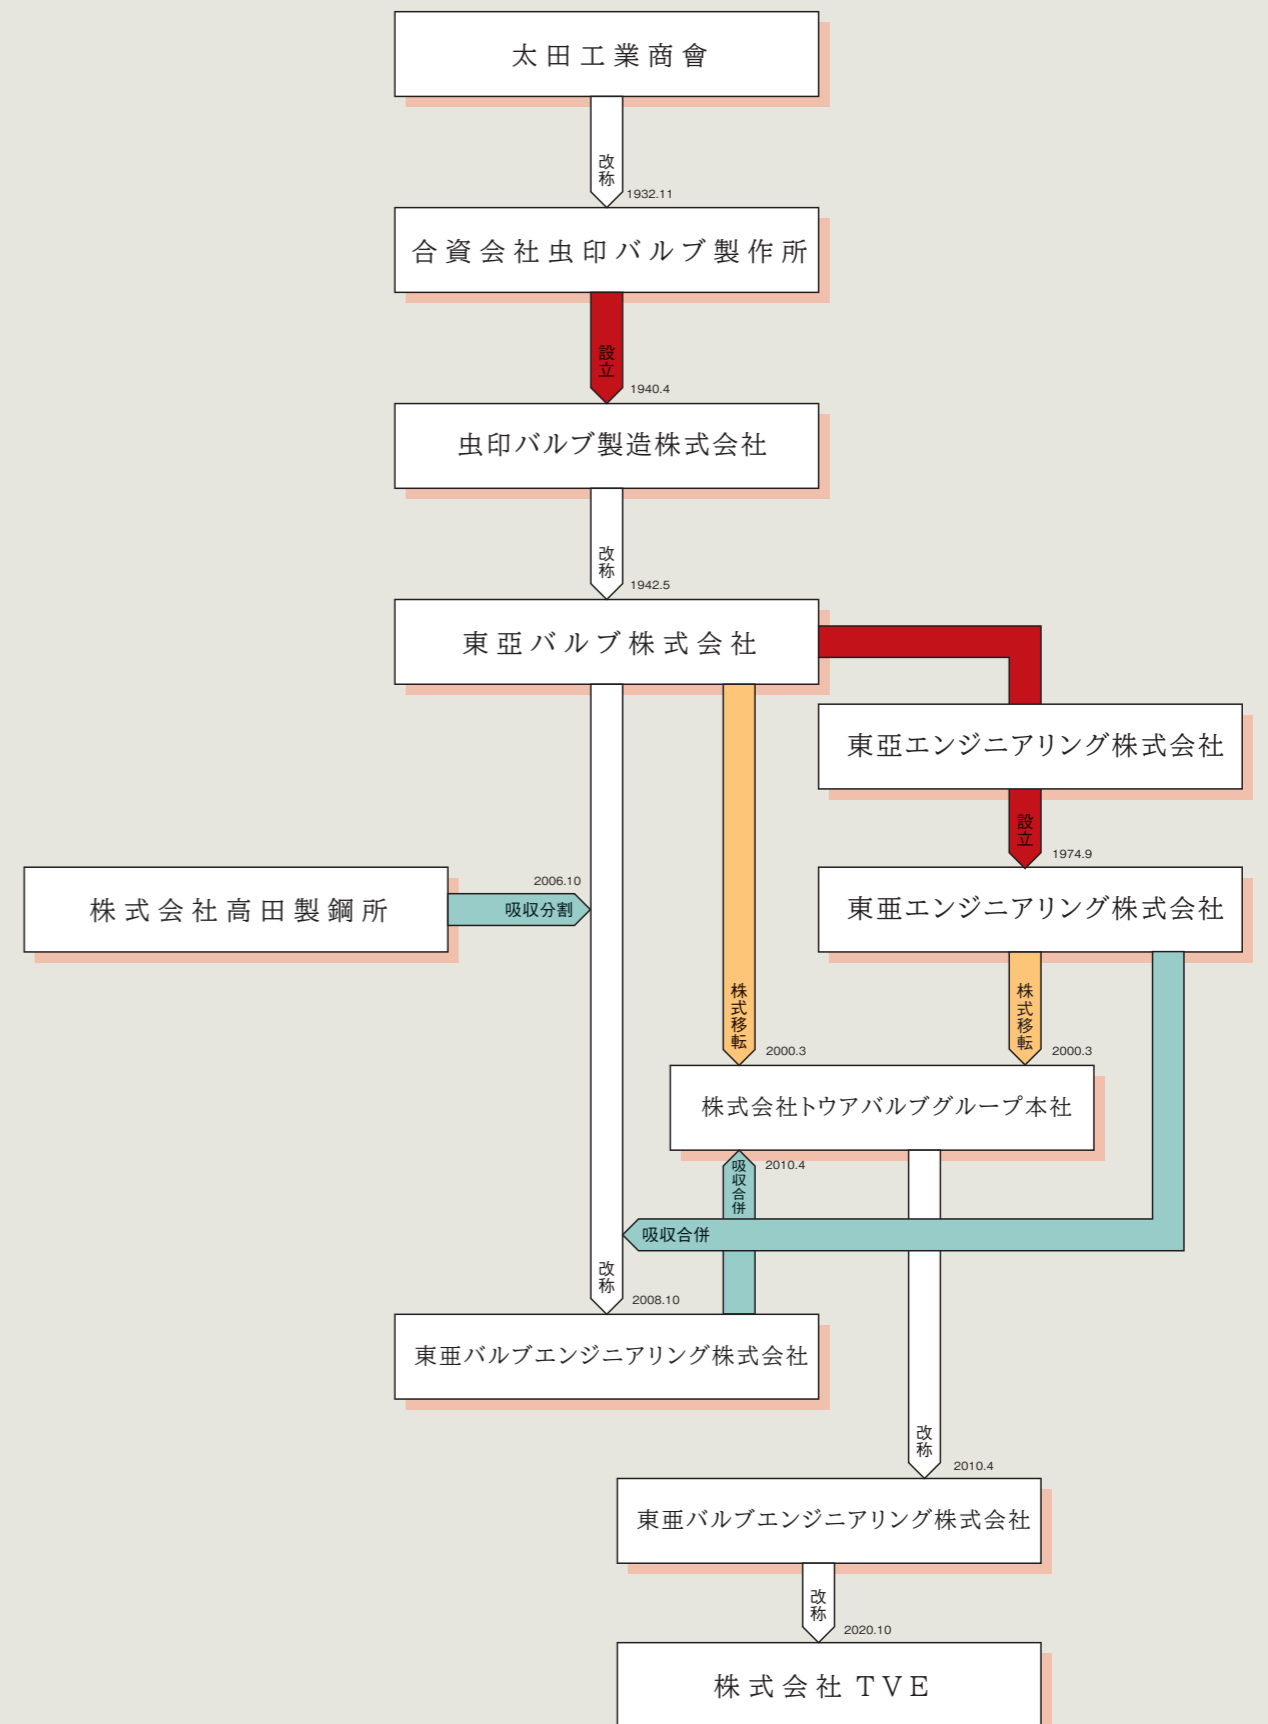 太田工業商會
改称
1932.11
合資会社虫印バルブ製作所
設立
1940.4
虫印バルブ製造株式会社
改称
1942.5
東亞バルブ株式会社
東亞エンジニアリング株式会社
設立
1974.9
株式会社高田製鋼所
2006.10
吸収分割
東亜エンジニアリング株式会社
株式移転
2000.3
株式移転
2000.3
株式会社トウアバルブグループ本社
吸収合併
2010.4
吸収合併
改称
2008.10
東亜バルブエンジニアリング株式会社
改称
2010.4
東亜バルブエンジニアリング株式会社
改称
2020.10
株式会社 TVE